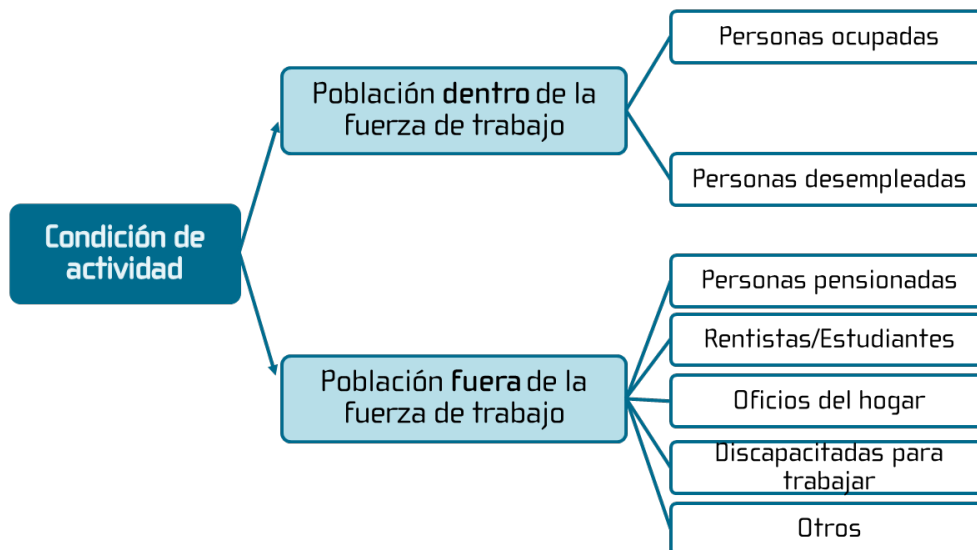 Condición de
actividad
Población dentro de la
fuerza de trabajo
Personas ocupadas
Personas desempleadas
Población fuera de la
fuerza de trabajo
Personas pensionadas
Rentistas/Estudiantes
Oficios del hogar
Discapacitadas para
trabajar
Otros